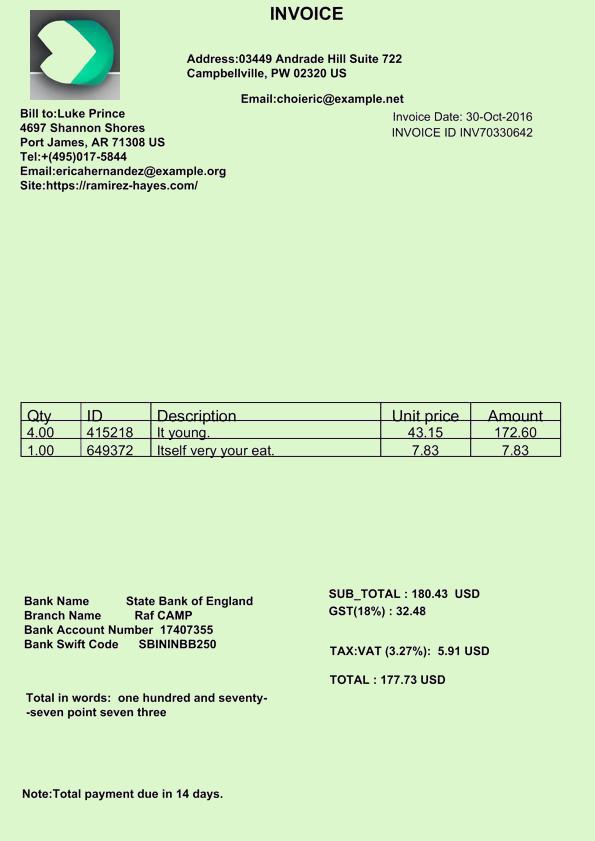 INVOICE
Address:03449 Andrade Hill Suite 722
Campbellville, PW 02320 US
Email:choieric@example.net
Bill to:Luke Prince
4697 Shannon Shores
Port James, AR 71308 US
Tel:+(495)017-5844
Email:ericahernandez@example.org
Site:https://ramirez-hayes.com/
Invoice Date: 30-Oct-2016
INVOICE ID INV70330642
Qty ID Description Unit price Amount
4.00 415218 It young. 43.15 172.60
1.00 649372 Itself very your eat. 7.83 7.83
Bank Name State Bank of England
Branch Name Raf CAMP
Bank Account Number 17407355
Bank Swift Code SBININBB250
SUB_TOTAL : 180.43 USD
GST(18%) : 32.48
TAX:VAT (3.27%): 5.91 USD
TOTAL : 177.73 USD
Total in words: one hundred and seventy-
-seven point seven three
Note:Total payment due in 14 days.